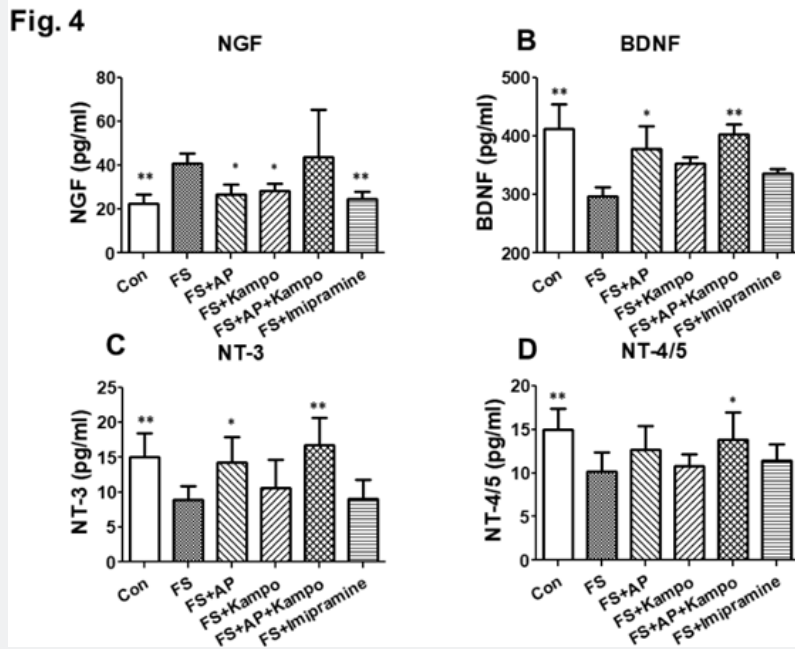 Fig. 4
NGF
NGF (pg/ml)
80
60
40
20
0
**
*
*
**
Con
FS
FS+AP
FS+Kampo
FS+AP+Kampo
FS+Imipramine
B
BDNF
BDNF (pg/ml)
500
400
300
200
**
*
**
Con
FS
FS+AP
FS+Kampo
FS+AP+Kampo
FS+Imipramine
C
NT-3
NT-3 (pg/ml)
25
20
15
10
5
0
**
*
**
Con
FS
FS+AP
FS+Kampo
FS+AP+Kampo
FS+Imipramine
D
NT-4/5
NT-4/5 (pg/ml)
20
15
10
5
0
**
*
Con
FS
FS+AP
FS+Kampo
FS+AP+Kampo
FS+Imipramine